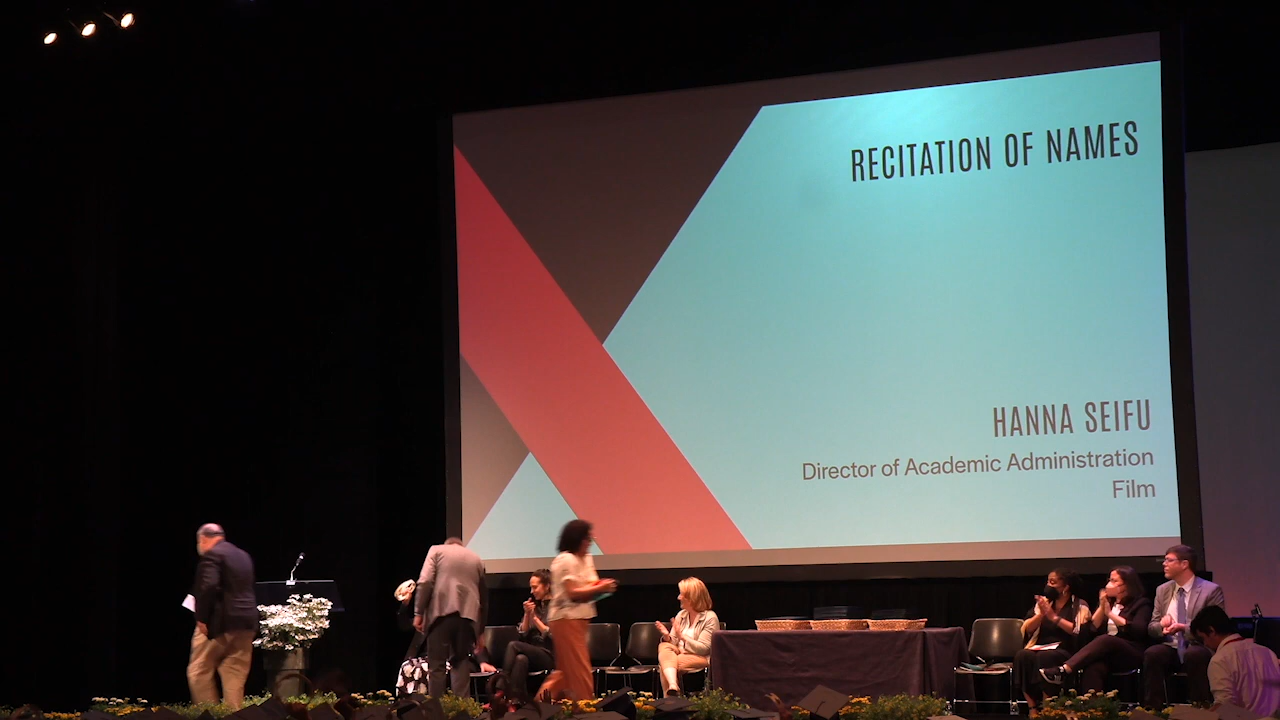 RECITATION OF NAMES
HANNA SEIFU
Director of Academic Administration
Film